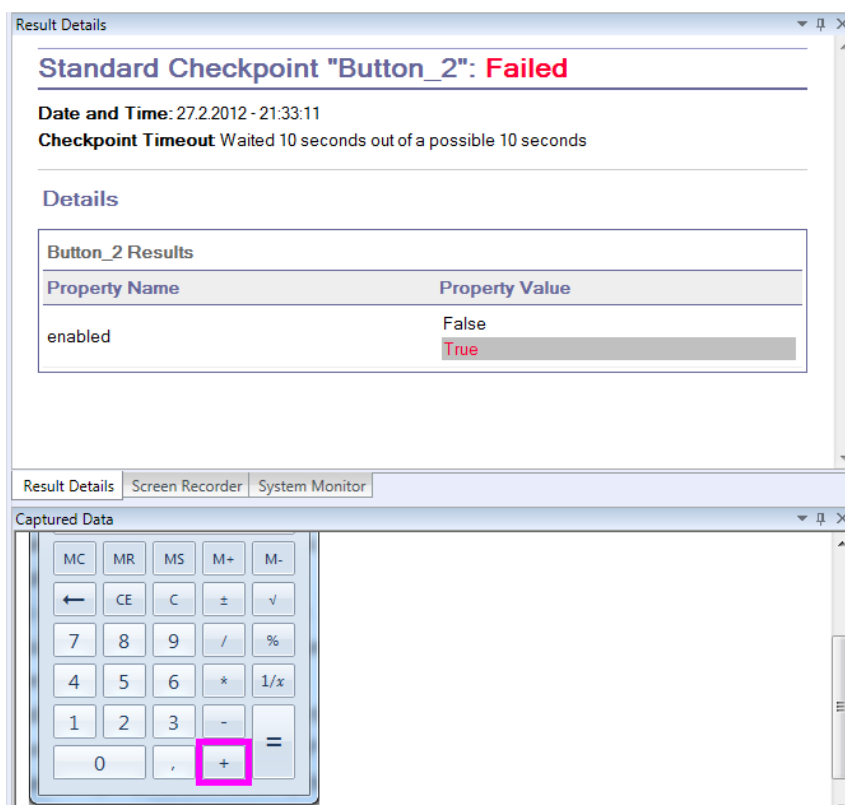 Result Details
Standard Checkpoint "Button_2": Failed
Date and Time: 27.2.2012 - 21:33:11
Checkpoint Timeout: Waited 10 seconds out of a possible 10 seconds
Details
Button_2 Results
Property Name Property Value
enabled
False
True
Result Details Screen Recorder System Monitor
Captured Data
MC MR MS M+ M-
← CE C ± √
7 8 9 / %
4 5 6 * 1/x
1 2 3 - =
0 , +